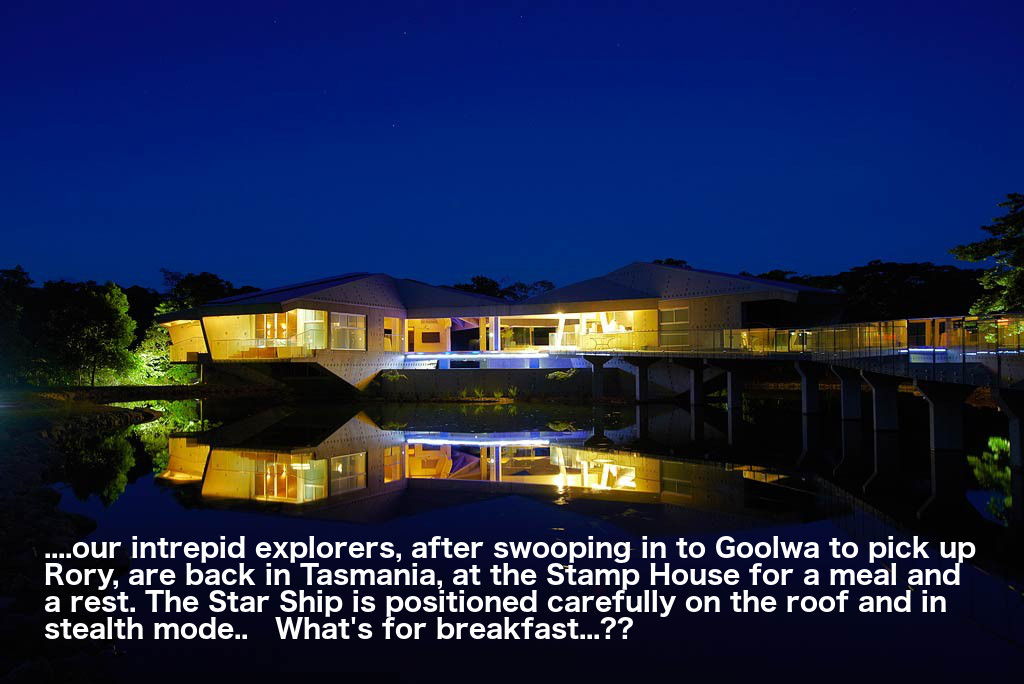 ....our intrepid explorers, after swooping in to Goolwa to pick up
Rory, are back in Tasmania, at the Stamp House for a meal and
a rest. The Star Ship is positioned carefully on the roof and in
stealth mode..   What's for breakfast...??